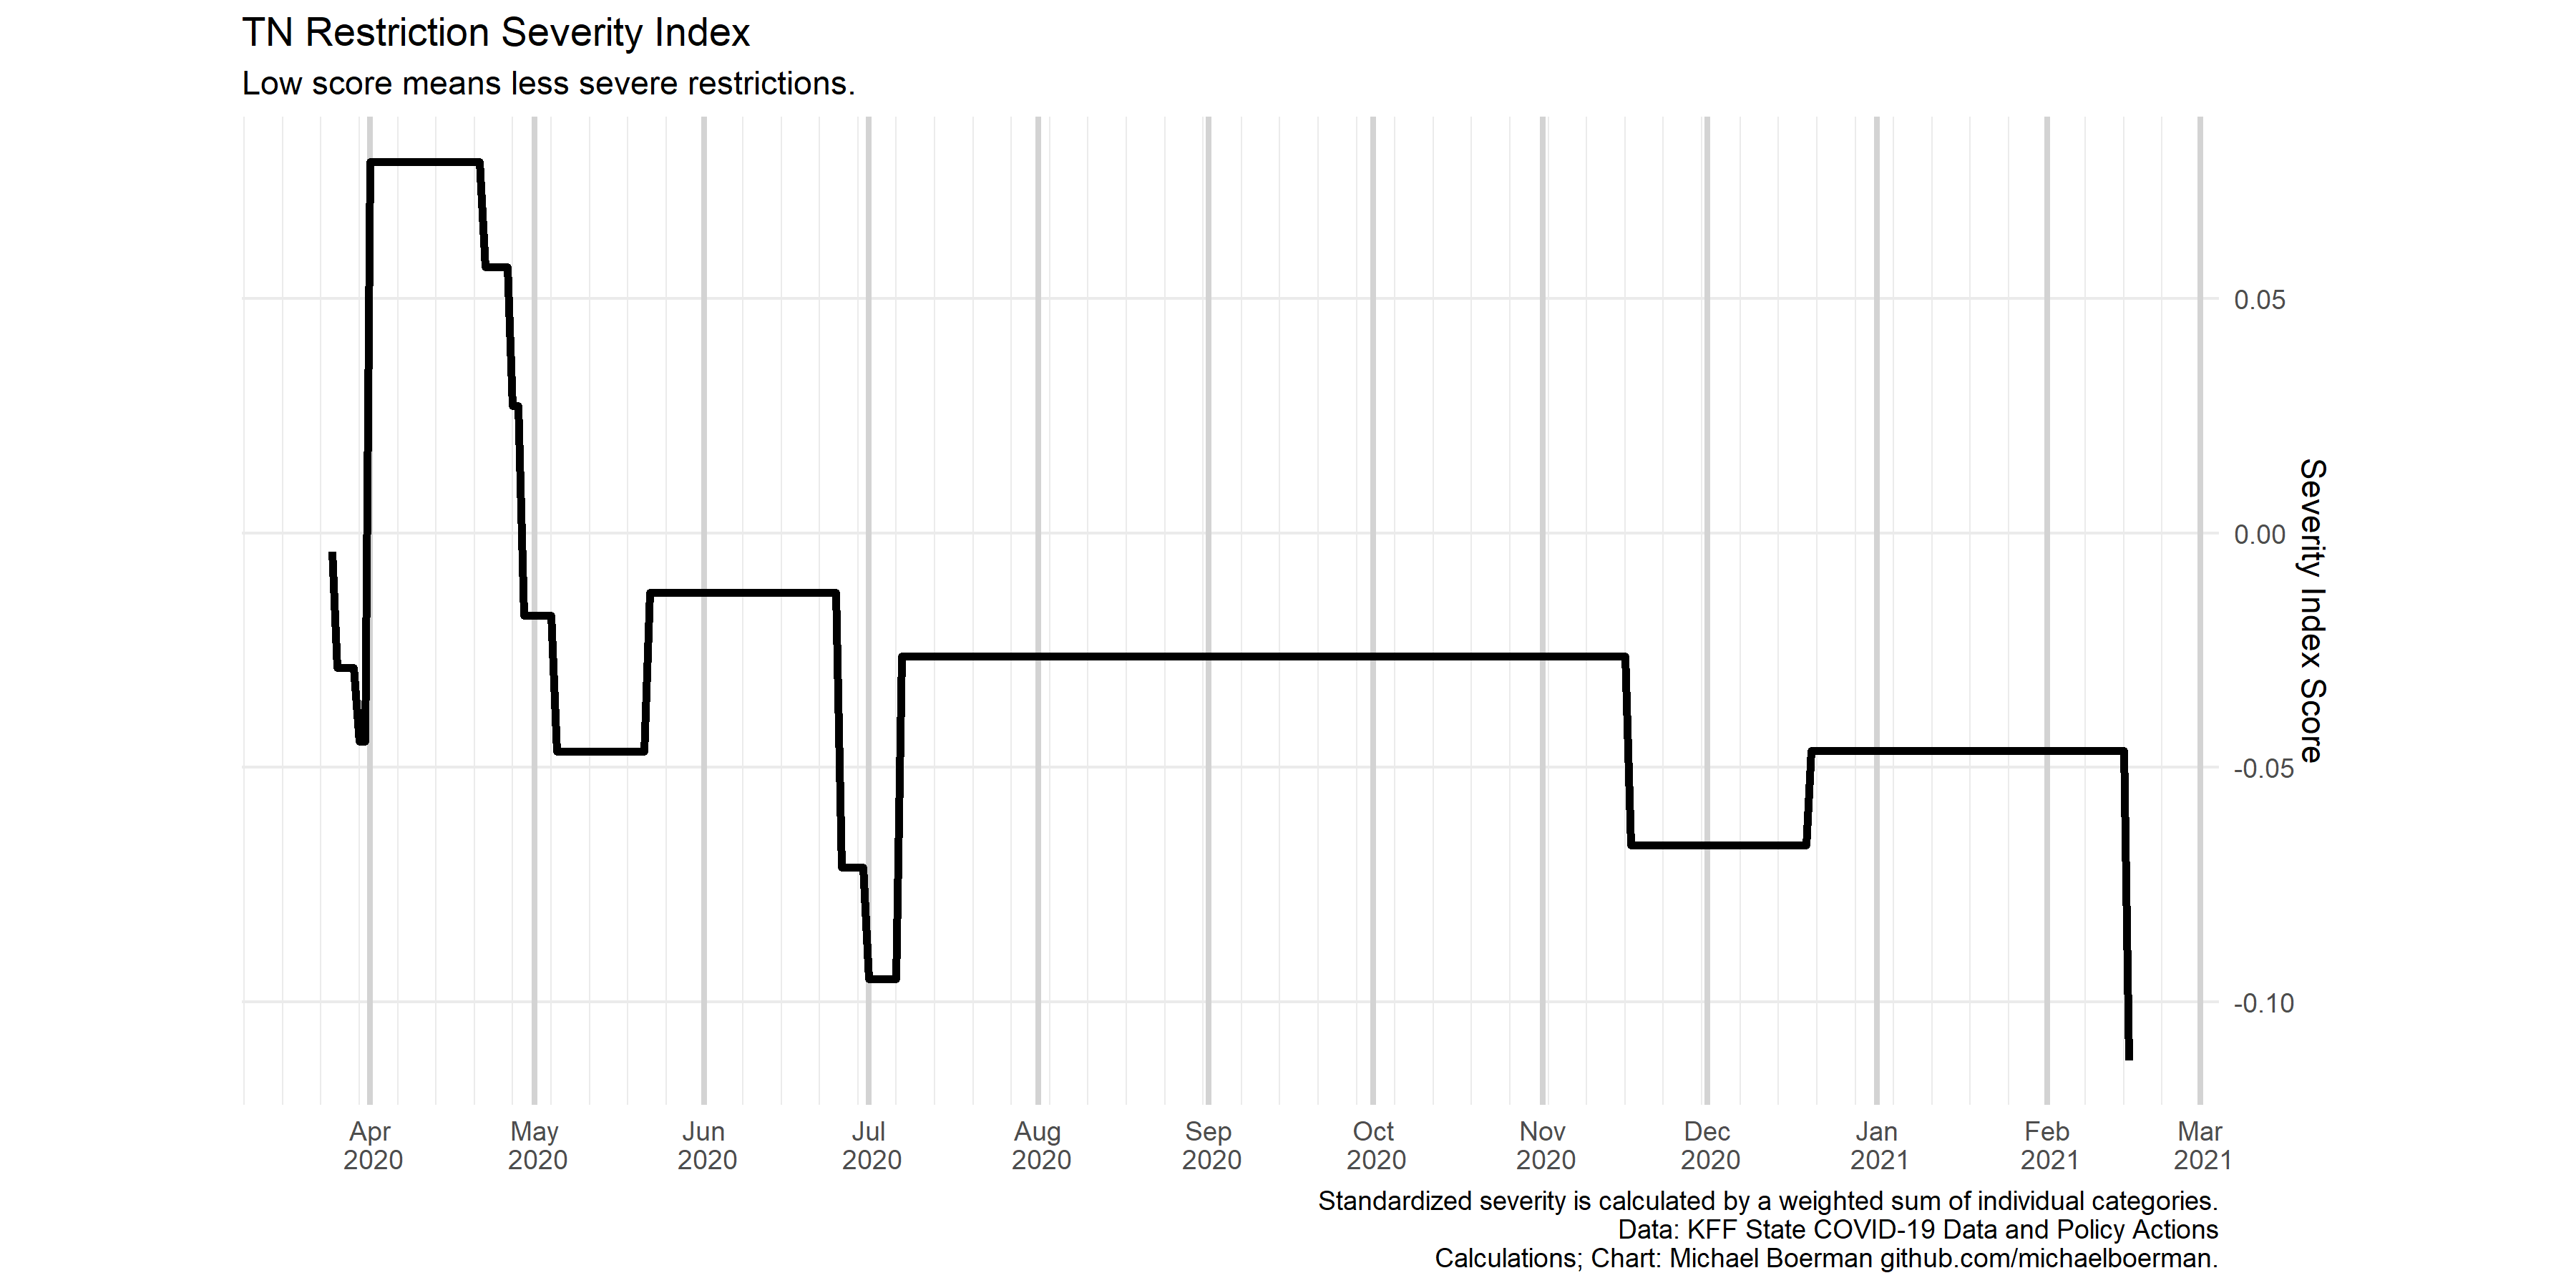 TN Restriction Severity Index
Low score means less severe restrictions.
0.05
0.00
-0.05
-0.10
Severity Index Score
Apr 2020
May 2020
Jun 2020
Jul 2020
Aug 2020
Sep 2020
Oct 2020
Nov 2020
Dec 2020
Jan 2021
Feb 2021
Mar 2021
Standardized severity is calculated by a weighted sum of individual categories.
Data: KFF State COVID-19 Data and Policy Actions
Calculations; Chart: Michael Boerman github.com/michaelboerman.